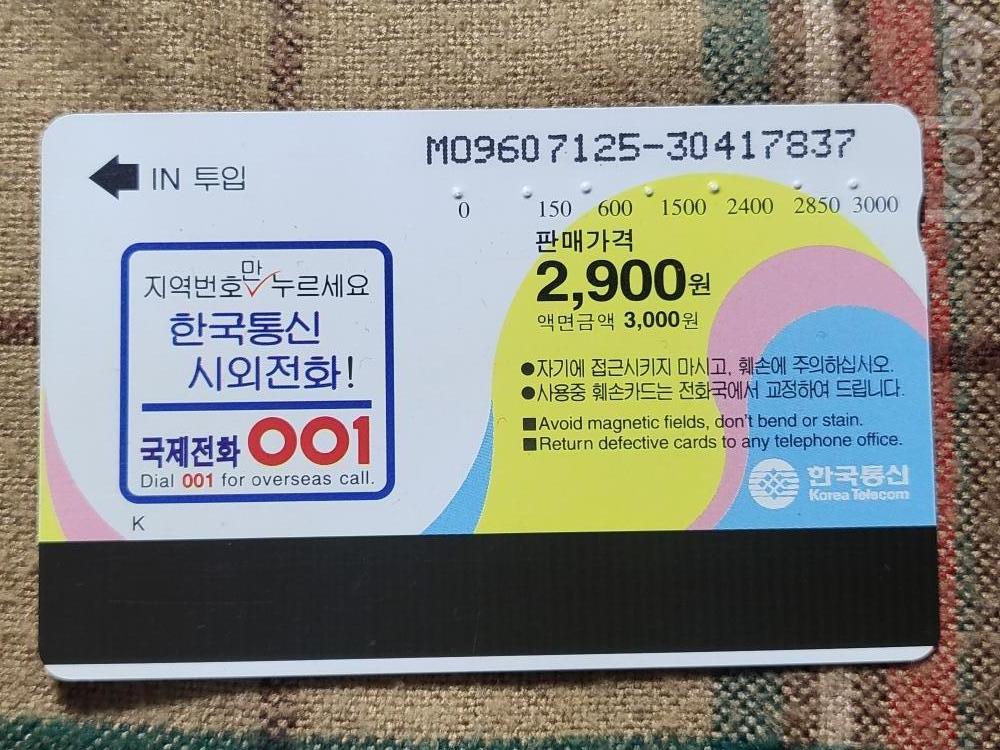 M09607125-30417837
IN 투입
0 150 600 1500 2400 2850 3000
판매가격
2,900원
액면금액 3,000원
지역번호만 누르세요
한국통신
시외전화!
국제전화 001
Dial 001 for overseas call.
●자기에 접근시키지 마시고, 훼손에 주의하십시오.
●사용중 훼손카드는 전화국에서 교정하여 드립니다.
■Avoid magnetic fields, don't bend or stain.
■Return defective cards to any telephone office.
한국통신
Korea Telecom
K